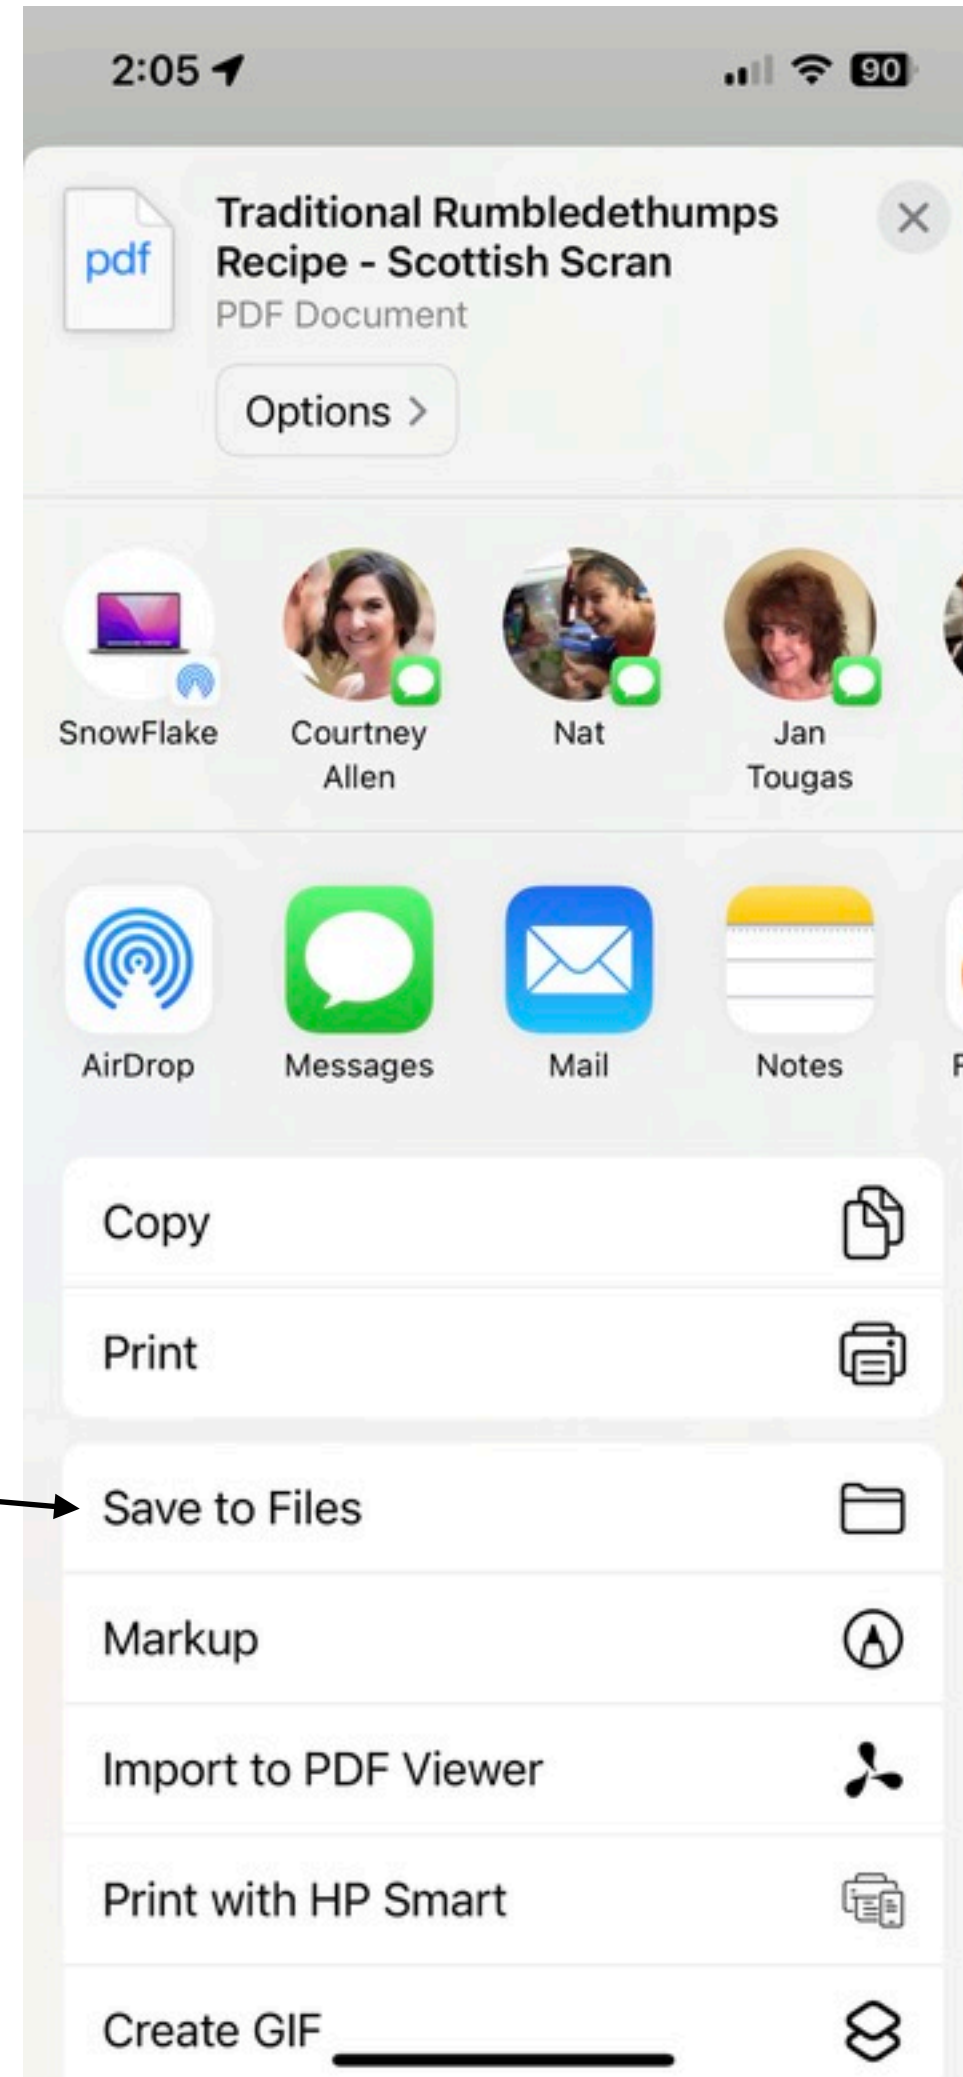 2:05
90
pdf
Traditional Rumbledethumps
Recipe - Scottish Scran
PDF Document
Options
SnowFlake
Courtney
Allen
Nat
Jan
Tougas
AirDrop
Messages
Mail
Notes
Copy
Print
Save to Files
Markup
Import to PDF Viewer
Print with HP Smart
Create GIF